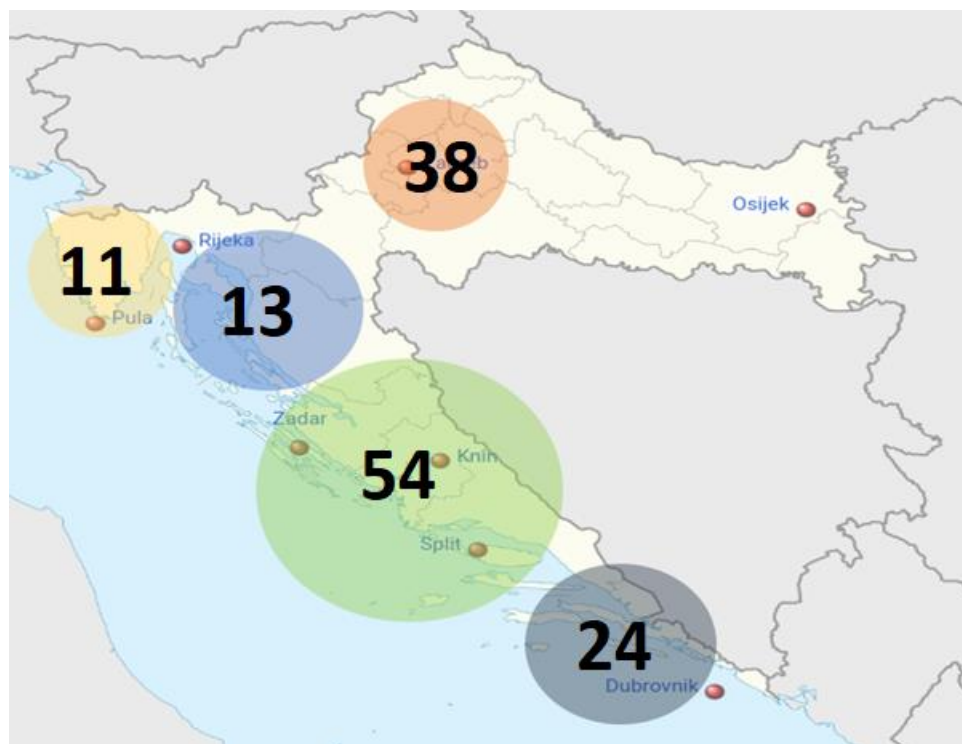 38
Osijek
Rijeka
11
13
Pula
Zadar
54
Knin
Split
24
Dubrovnik